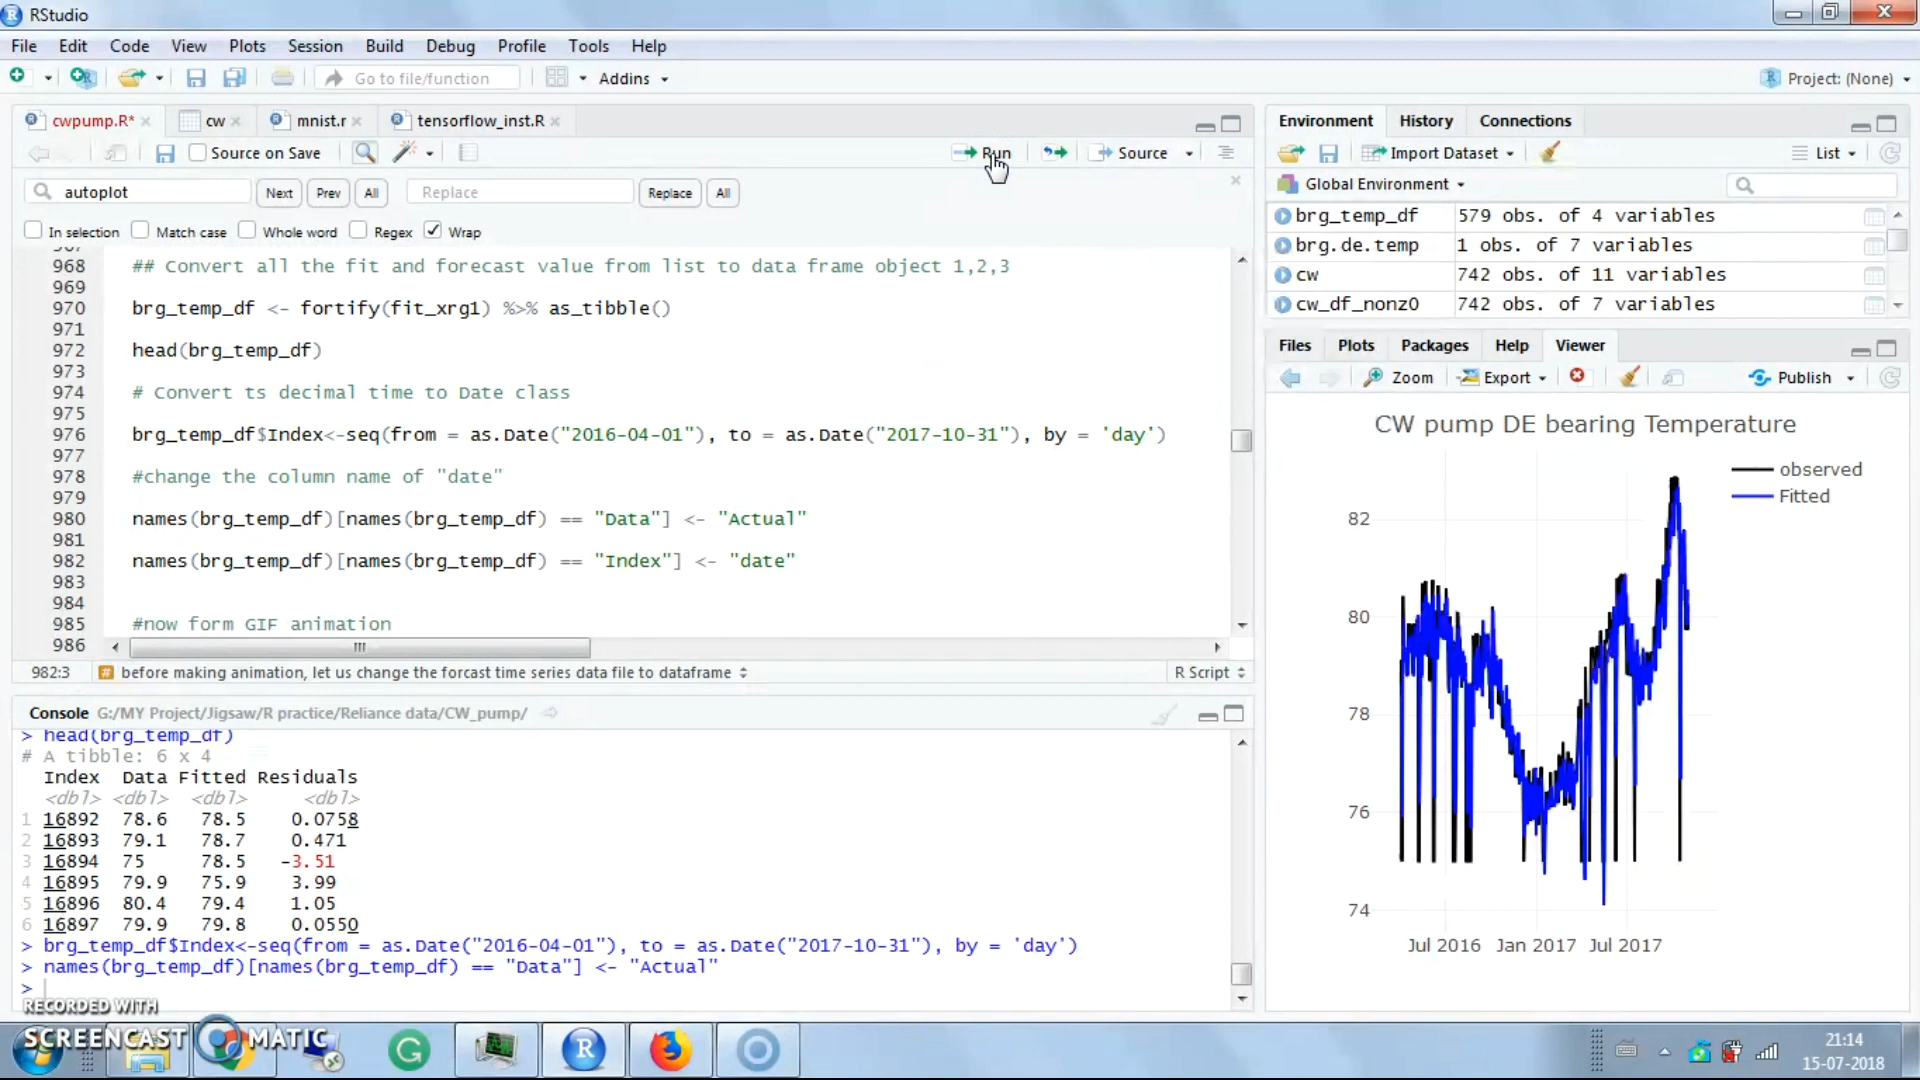 RStudio
File Edit Code View Plots Session Build Debug Profile Tools Help
Go to file/function Addins Project: (None)
cwpump.R* cw mnist.r tensorflow_inst.R
Source on Save Run Source
autoplot Next Prev All Replace Replace All
In selection Match case Whole word Regex Wrap
967
968 ## Convert all the fit and forecast value from list to data frame object 1,2,3
969
970 brg_temp_df <- fortify(fit_xrg1) %>% as_tibble()
971
972 head(brg_temp_df)
973
974 # Convert ts decimal time to Date class
975
976 brg_temp_df$Index<-seq(from = as.Date("2016-04-01"), to = as.Date("2017-10-31"), by = 'day')
977
978 #change the column name of "date"
979
980 names(brg_temp_df)[names(brg_temp_df) == "Data"] <- "Actual"
981
982 names(brg_temp_df)[names(brg_temp_df) == "Index"] <- "date"
983
984
985 #now form GIF animation
986
982:3 # before making animation, let us change the forcast time series data file to dataframe R Script
Console G:/MY Project/Jigsaw/R practice/Reliance data/CW_pump/
> head(brg_temp_df)
# A tibble: 6 x 4
Index Data Fitted Residuals
<dbl> <dbl> <dbl> <dbl>
1 16892 78.6 78.5 0.0758
2 16893 79.1 78.7 0.471
3 16894 75 78.5 -3.51
4 16895 79.9 75.9 3.99
5 16896 80.4 79.4 1.05
6 16897 79.9 79.8 0.0550
> brg_temp_df$Index<-seq(from = as.Date("2016-04-01"), to = as.Date("2017-10-31"), by = 'day')
> names(brg_temp_df)[names(brg_temp_df) == "Data"] <- "Actual"
>
Environment History Connections
Import Dataset List
Global Environment
brg_temp_df 579 obs. of 4 variables
brg.de.temp 1 obs. of 7 variables
cw 742 obs. of 11 variables
cw_df_nonz0 742 obs. of 7 variables
Files Plots Packages Help Viewer
Zoom Export Publish
CW pump DE bearing Temperature
observed
Fitted
82
80
78
76
74
Jul 2016 Jan 2017 Jul 2017
RECORDED WITH
SCREENCAST MATIC
21:14
15-07-2018